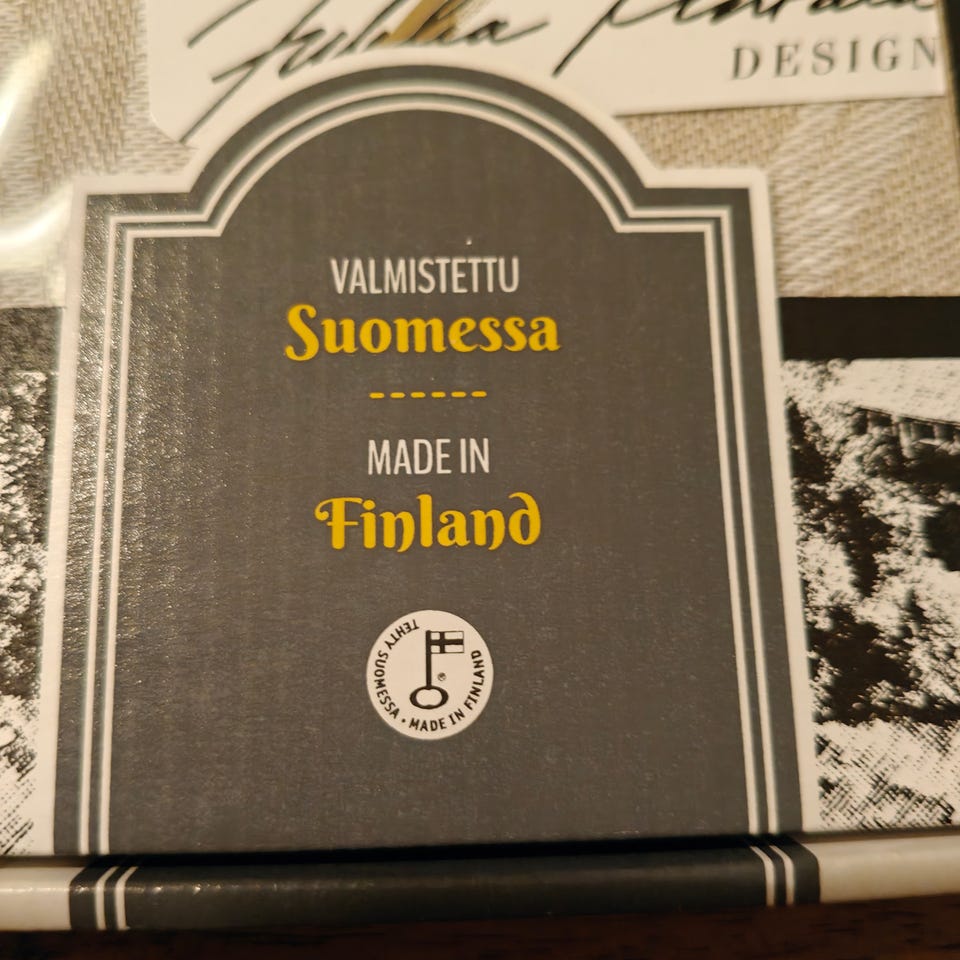 DESIGN
VALMISTETTU
Suomessa
------
MADE IN
Finland
TEHTY SUOMESSA • MADE IN FINLAND
®